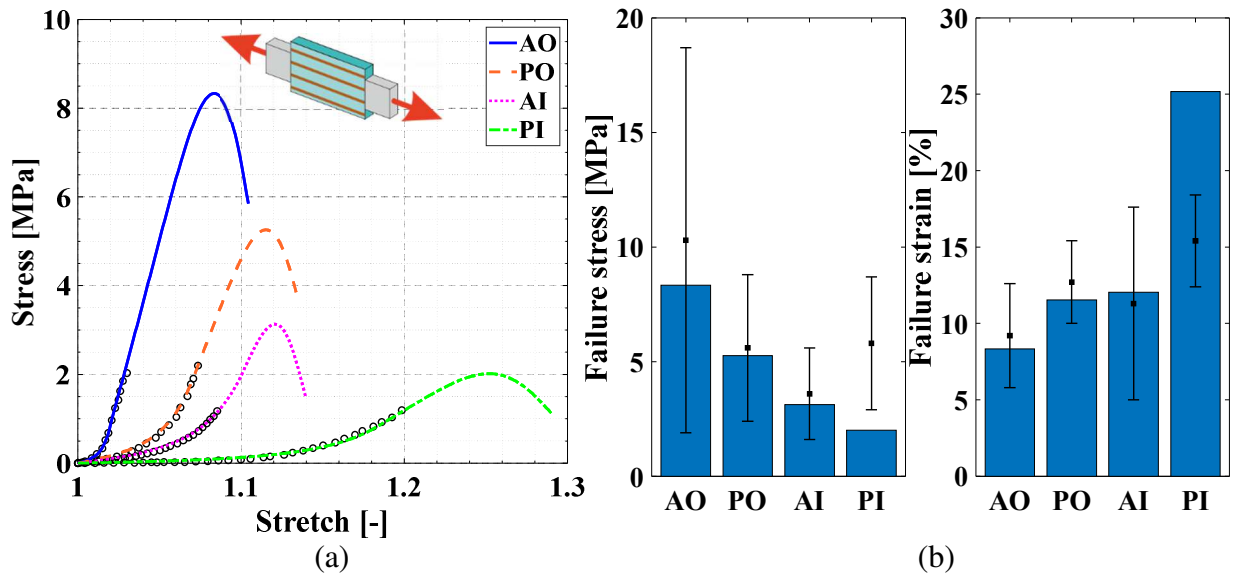 10
8
6
4
2
0
Stress [MPa]
1
1.1
1.2
1.3
Stretch [-]
AO
PO
AI
PI
(a)
20
15
10
5
0
Failure stress [MPa]
AO PO AI PI
30
25
20
15
10
5
0
Failure strain [%]
AO PO AI PI
(b)